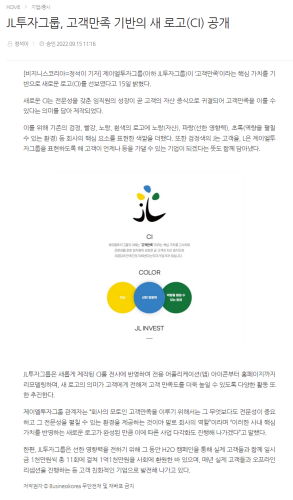 HOME > 기업/증시
JL투자그룹, 고객만족 기반의 새 로고(CI) 공개
정석이
승인 2022.09.15 11:16
[비지니스코리아=정석이 기자] 제이엘투자그룹(이하 JL투자그룹)이 '고객만족'이라는 핵심 가치를 기
반으로 새로운 로고(CI)를 선보였다고 15일 밝혔다.
새로운 CI는 전문성을 갖춘 임직원의 성장이 곧 고객의 자산 증식으로 귀결되어 고객만족을 이룰 수
있다는 의미를 담아 제작되었다.
이를 위해 기존의 검정, 빨강, 노랑, 흰색의 로고에 노랑(자산), 파랑(선한 영향력), 초록(역량을 펼칠
수 있는 환경) 등 회사의 핵심 요소를 표현한 색깔을 더했다. 또한 검정색의 J는 고객을, L은 제이엘투
자그룹을 표현하도록 해 고객이 언제나 등을 기댈 수 있는 기업이 되겠다는 뜻도 함께 담아냈다.
CI
COLOR
JL INVEST
JL투자그룹은 새롭게 제작된 CI를 전사에 반영하여 전용 어플리케이션(앱) 아이콘부터 홈페이지까지
리모델링하며, 새 로고의 의미가 고객에게 전해져 고객 만족도를 더욱 높일 수 있도록 다양한 활동 또
한 추진한다.
제이엘투자그룹 관계자는 "회사의 모토인 고객만족을 이루기 위해서는 그 무엇보다도 전문성이 중요
하고 그 전문성을 펼칠 수 있는 환경을 제공하는 것이야 말로 회사의 역할"이라며 "이러한 사내 핵심
가치를 반영하는 새로운 로고가 완성된 만큼 이에 따른 사업 다각화도 진행해 나가겠다"고 말했다.
한편, JL투자그룹은 선한 영향력을 전하기 위해 그 동안 H2O 캠페인을 통해 실제 고객들과 함께 일시
금 1천만원씩 총 11회에 걸쳐 1억1천만원을 사회에 환원한 바 있으며, 매년 실제 고객들과 오프라인
리셉션을 진행하는 등 고객 친화적인 기업으로 발전해 나가고 있다.
저작권자 © Businesskorea 무단전재 및 재배포 금지